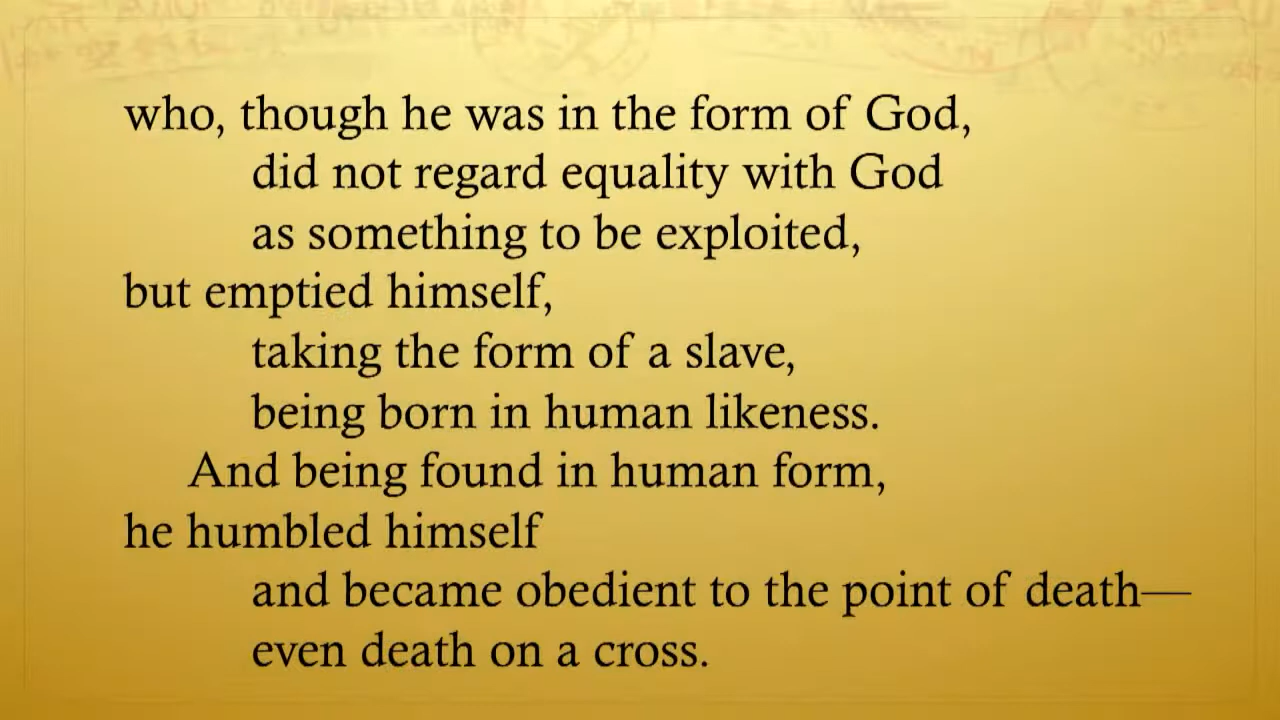 who, though he was in the form of God,
did not regard equality with God
as something to be exploited,
but emptied himself,
taking the form of a slave,
being born in human likeness.
And being found in human form,
he humbled himself
and became obedient to the point of death—
even death on a cross.